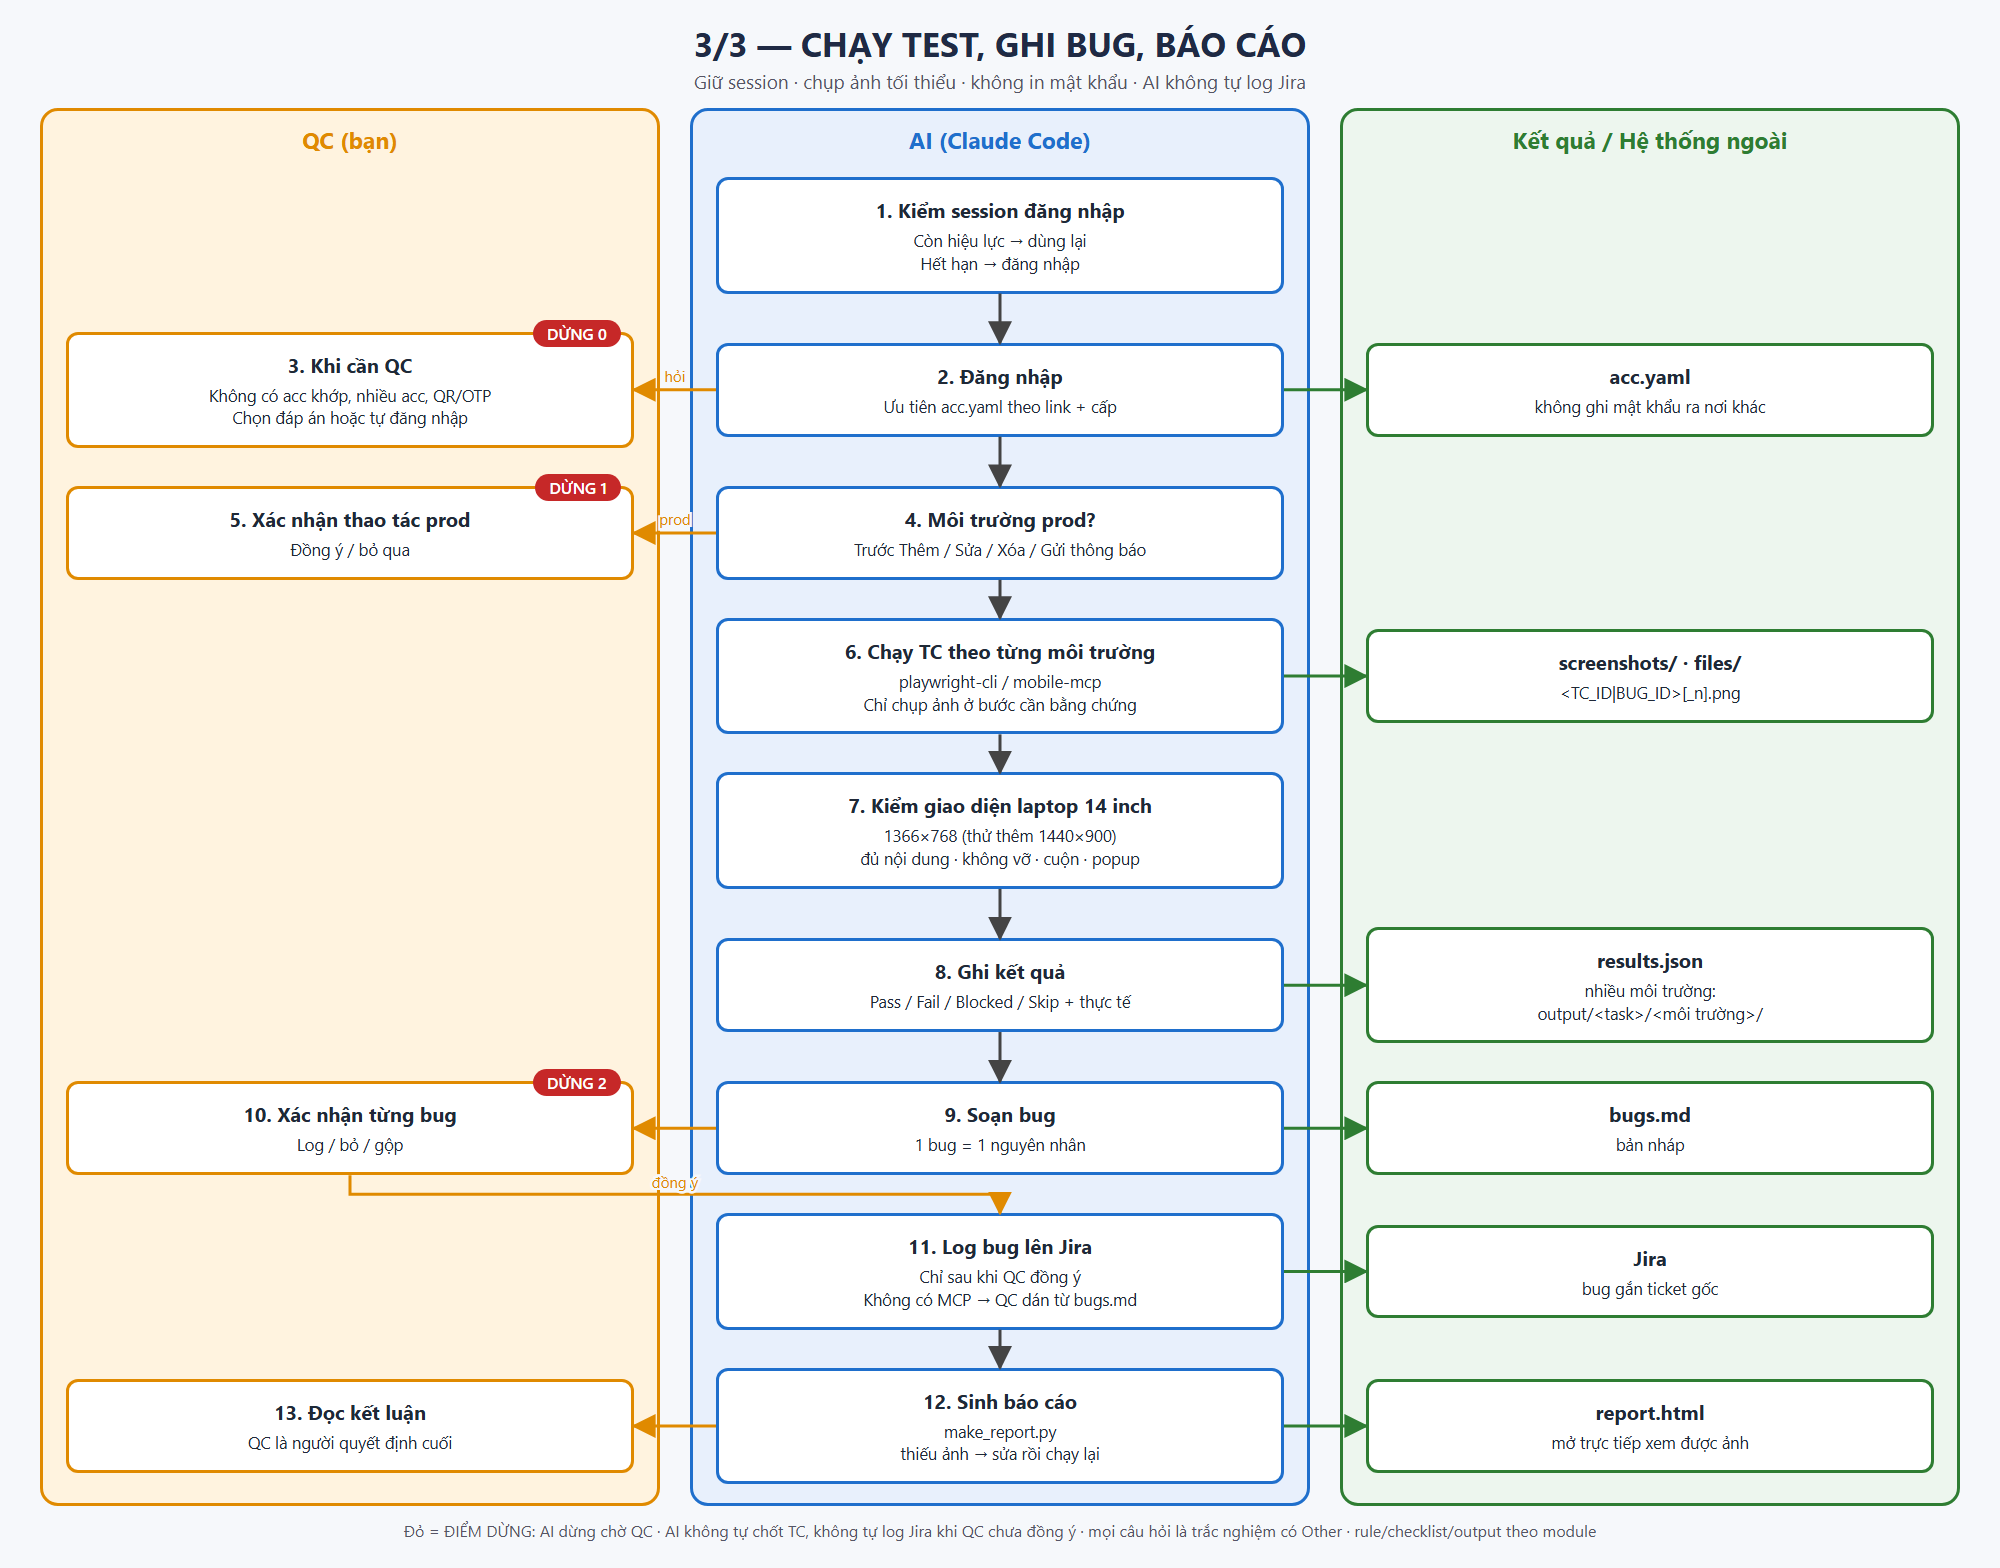 3/3 — CHẠY TEST, GHI BUG, BÁO CÁO
Giữ session · chụp ảnh tối thiểu · không in mật khẩu · AI không tự log Jira
QC (bạn)
AI (Claude Code)
Kết quả / Hệ thống ngoài
1. Kiểm session đăng nhập
Còn hiệu lực → dùng lại
Hết hạn → đăng nhập
DỪNG 0
3. Khi cần QC
Không có acc khớp, nhiều acc, QR/OTP
Chọn đáp án hoặc tự đăng nhập
hỏi
2. Đăng nhập
Ưu tiên acc.yaml theo link + cấp
acc.yaml
không ghi mật khẩu ra nơi khác
DỪNG 1
5. Xác nhận thao tác prod
Đồng ý / bỏ qua
prod
4. Môi trường prod?
Trước Thêm / Sửa / Xóa / Gửi thông báo
6. Chạy TC theo từng môi trường
playwright-cli / mobile-mcp
Chỉ chụp ảnh ở bước cần bằng chứng
screenshots/ · files/
<TC_ID|BUG_ID>[_n].png
7. Kiểm giao diện laptop 14 inch
1366×768 (thử thêm 1440×900)
đủ nội dung · không vỡ · cuộn · popup
8. Ghi kết quả
Pass / Fail / Blocked / Skip + thực tế
results.json
nhiều môi trường:
output/<task>/<môi trường>/
DỪNG 2
10. Xác nhận từng bug
Log / bỏ / gộp
9. Soạn bug
1 bug = 1 nguyên nhân
bugs.md
bản nháp
đồng ý
11. Log bug lên Jira
Chỉ sau khi QC đồng ý
Không có MCP → QC dán từ bugs.md
Jira
bug gắn ticket gốc
13. Đọc kết luận
QC là người quyết định cuối
12. Sinh báo cáo
make_report.py
thiếu ảnh → sửa rồi chạy lại
report.html
mở trực tiếp xem được ảnh
Đỏ = ĐIỂM DỪNG: AI dừng chờ QC · AI không tự chốt TC, không tự log Jira khi QC chưa đồng ý · mọi câu hỏi là trắc nghiệm có Other · rule/checklist/output theo module